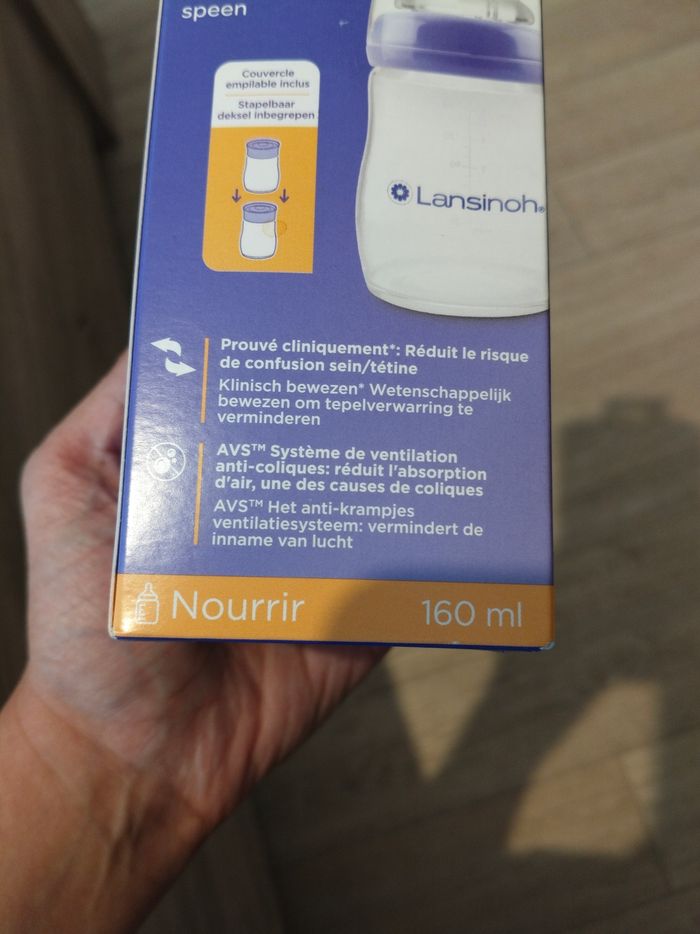 speen
Couvercle
empilable inclus
Stapelbaar
deksel inbegrepen
Lansinoh®
Prouvé cliniquement*: Réduit le risque
de confusion sein/tétine
Klinisch bewezen* Wetenschappelijk
bewezen om tepelverwarring te
verminderen
AVS™ Système de ventilation
anti-coliques: réduit l'absorption
d'air, une des causes de coliques
AVS™ Het anti-krampjes
ventilatiesysteem: vermindert de
inname van lucht
Nourrir
160 ml